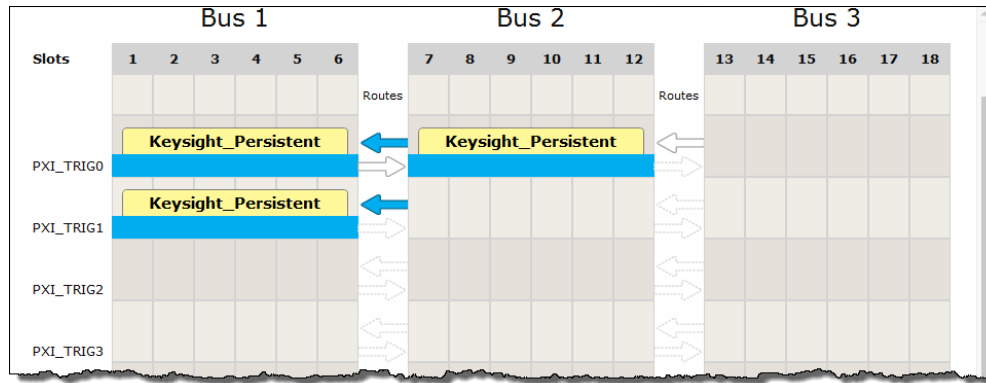 Bus 1 Bus 2 Bus 3
Slots 1 2 3 4 5 6 7 8 9 10 11 12 13 14 15 16 17 18
Routes Routes
Keysight_Persistent Keysight_Persistent
PXI_TRIG0
Keysight_Persistent
PXI_TRIG1
PXI_TRIG2
PXI_TRIG3